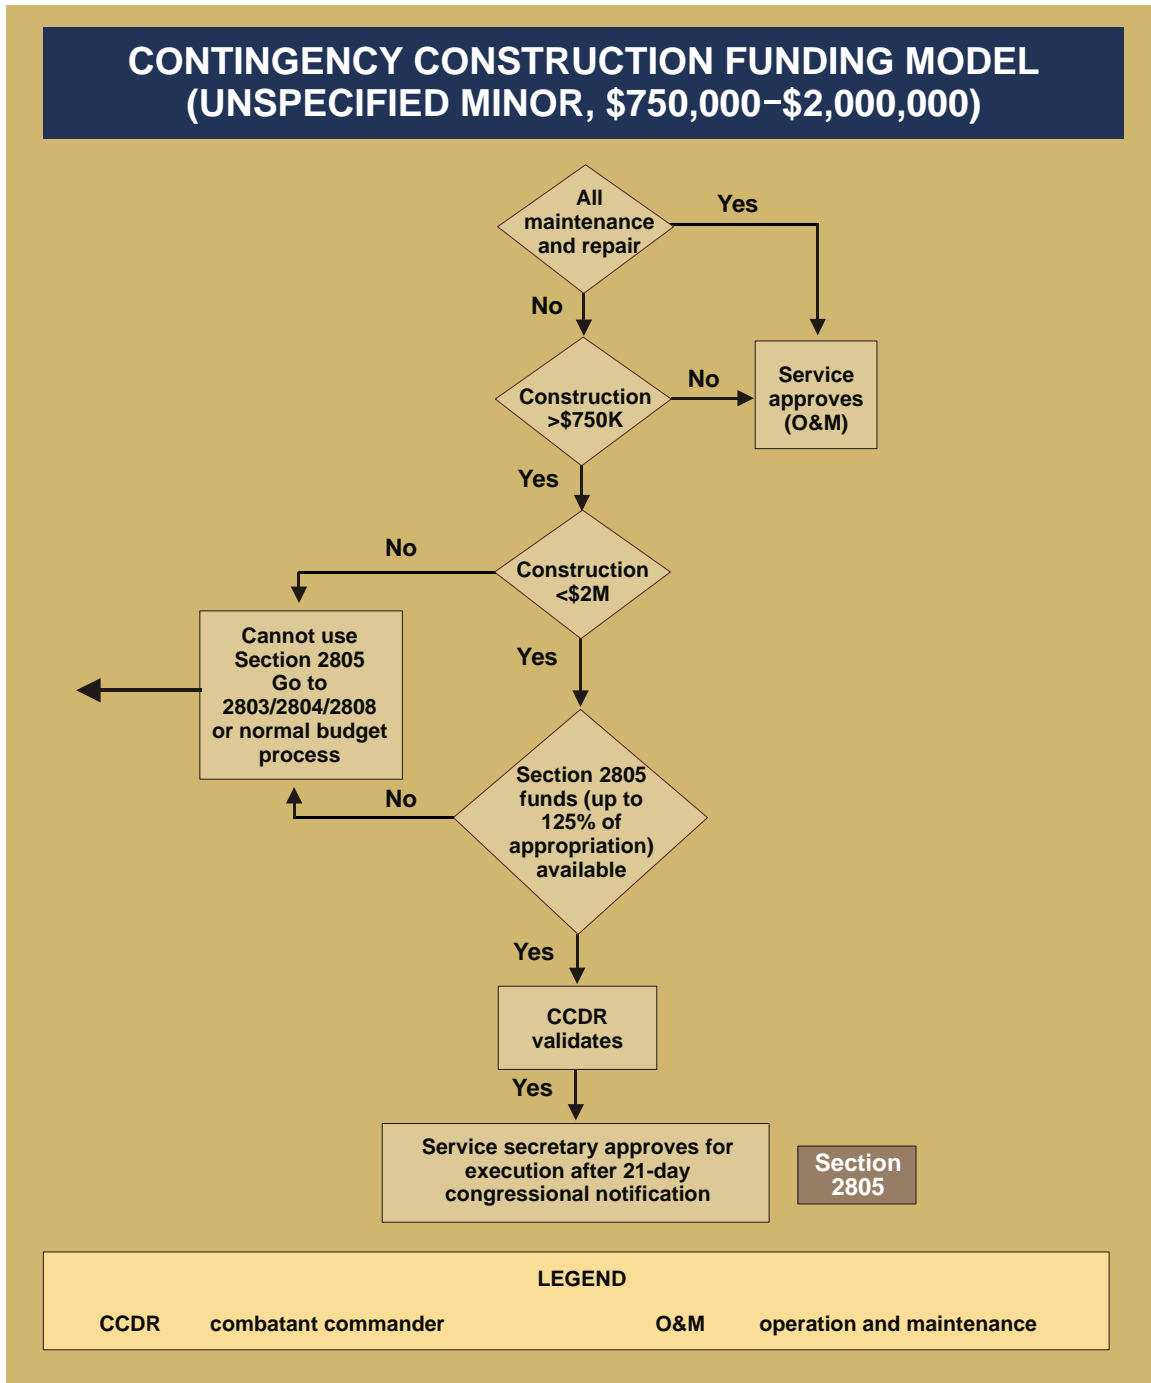 CONTINGENCY CONSTRUCTION FUNDING MODEL
(UNSPECIFIED MINOR, $750,000–$2,000,000)
All
maintenance
and repair
Yes
No
Construction
>$750K
No
Service
approves
(O&M)
Yes
Construction
<$2M
No
Cannot use
Section 2805
Go to
2803/2804/2808
or normal budget
process
Yes
Section 2805
funds (up to
125% of
appropriation)
available
No
Yes
CCDR
validates
Yes
Service secretary approves for
execution after 21-day
congressional notification
Section
2805
LEGEND
CCDR combatant commander O&M operation and maintenance